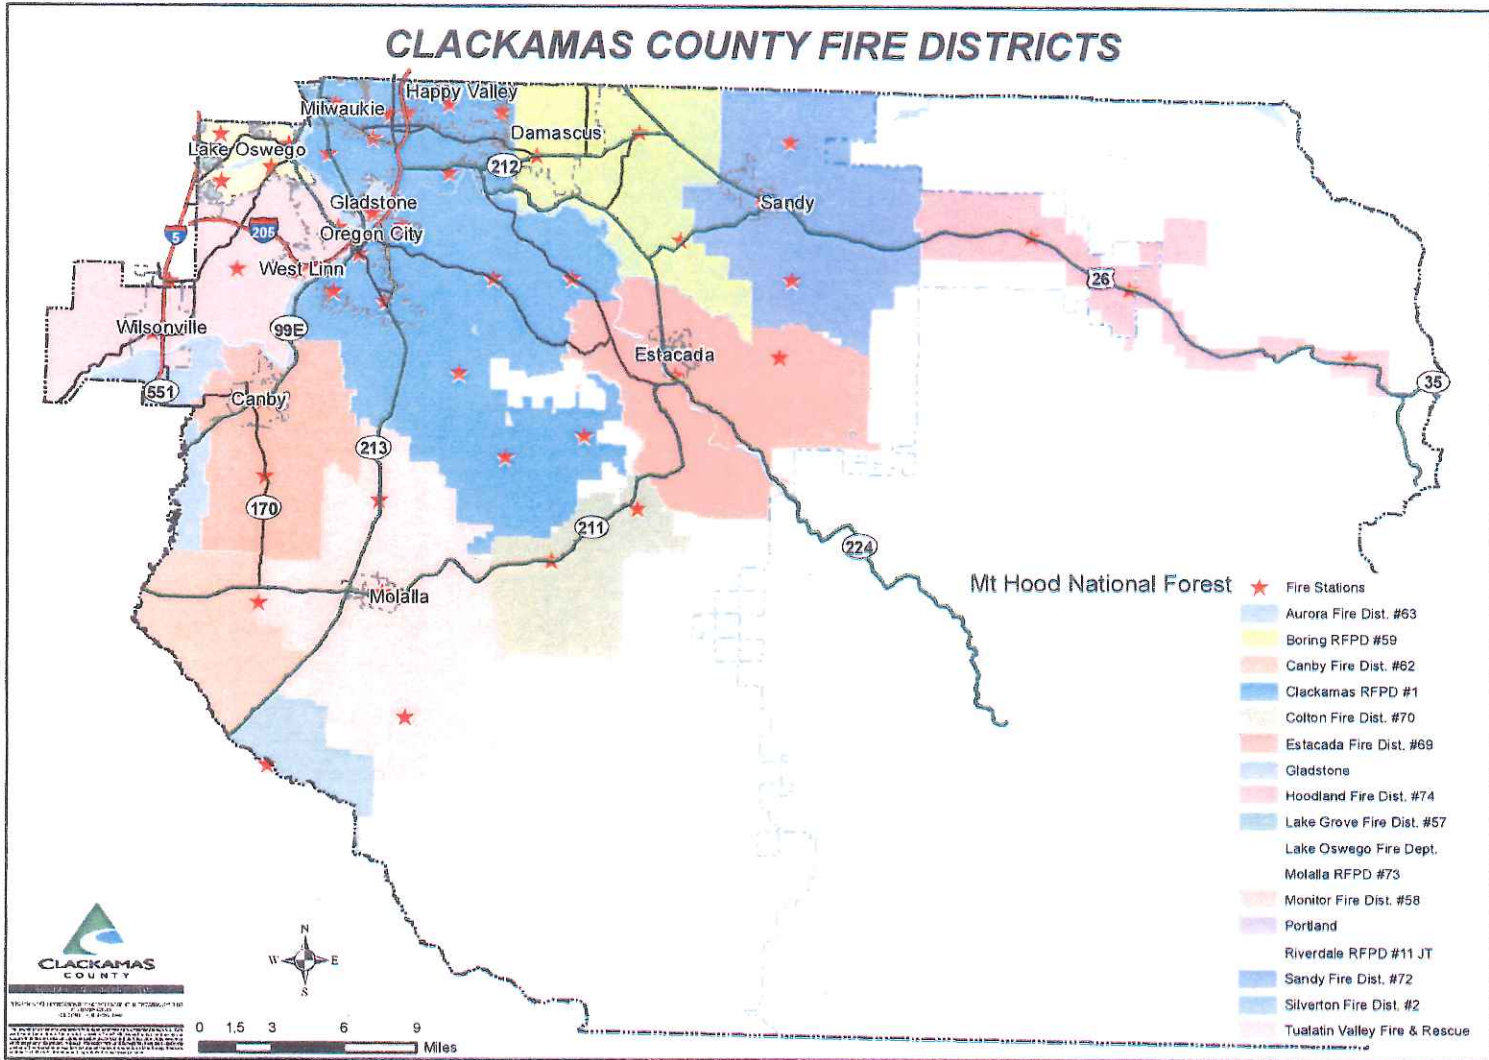 CLACKAMAS COUNTY FIRE DISTRICTS
Happy Valley
Milwaukie
Damascus
Lake Oswego
212
Gladstone
Sandy
5
205
Oregon City
West Linn
26
Wilsonville
99E
Estacada
35
551
Canby
213
170
211
224
Molalla
Mt Hood National Forest
Fire Stations
Aurora Fire Dist. #63
Boring RFPD #59
Canby Fire Dist. #62
Clackamas RFPD #1
Colton Fire Dist. #70
Estacada Fire Dist. #69
Gladstone
Hoodland Fire Dist. #74
Lake Grove Fire Dist. #57
Lake Oswego Fire Dept.
Molalla RFPD #73
Monitor Fire Dist. #58
Portland
Riverdale RFPD #11 JT
Sandy Fire Dist. #72
Silverton Fire Dist. #2
Tualatin Valley Fire & Rescue
CLACKAMAS
COUNTY
N
W E
S
0 1.5 3 6 9
Miles